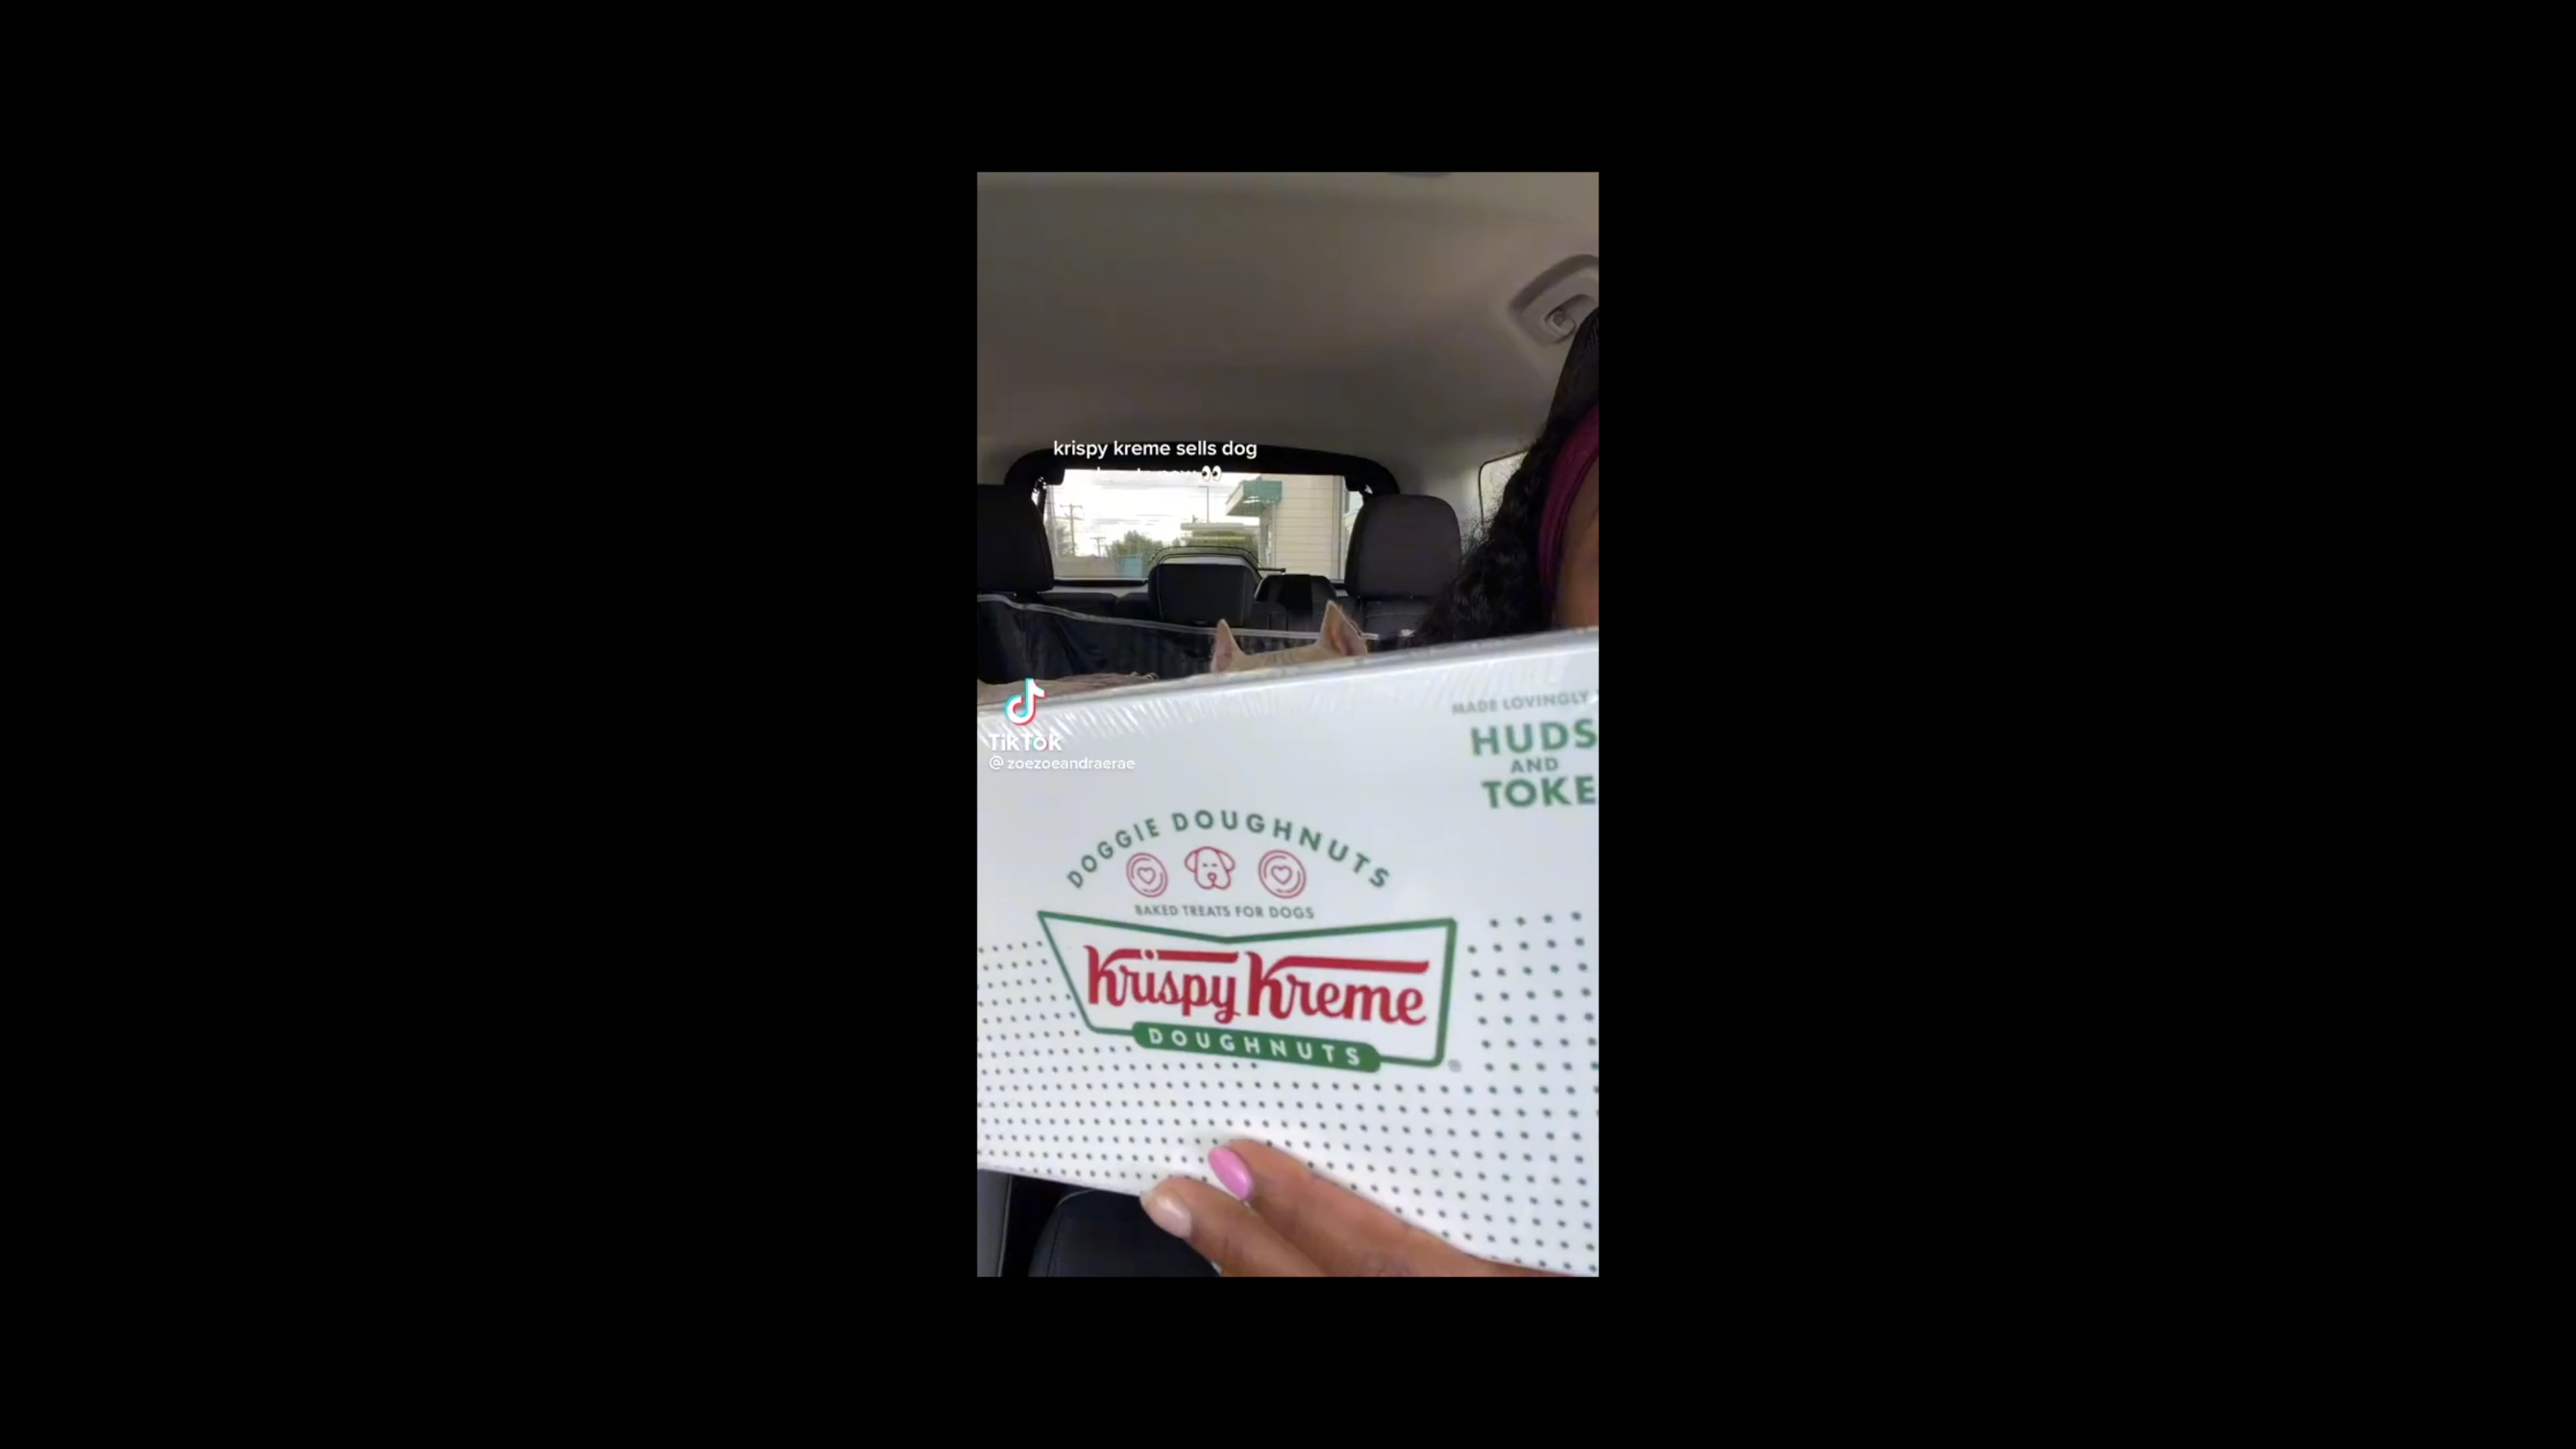 krispy kreme sells dog
TikTok
@ zoezoeandraerae
MADE LOVINGLY
HUDS
AND
TOKE
DOGGIE DOUGHNUTS
BAKED TREATS FOR DOGS
Krispy Kreme
DOUGHNUTS
®